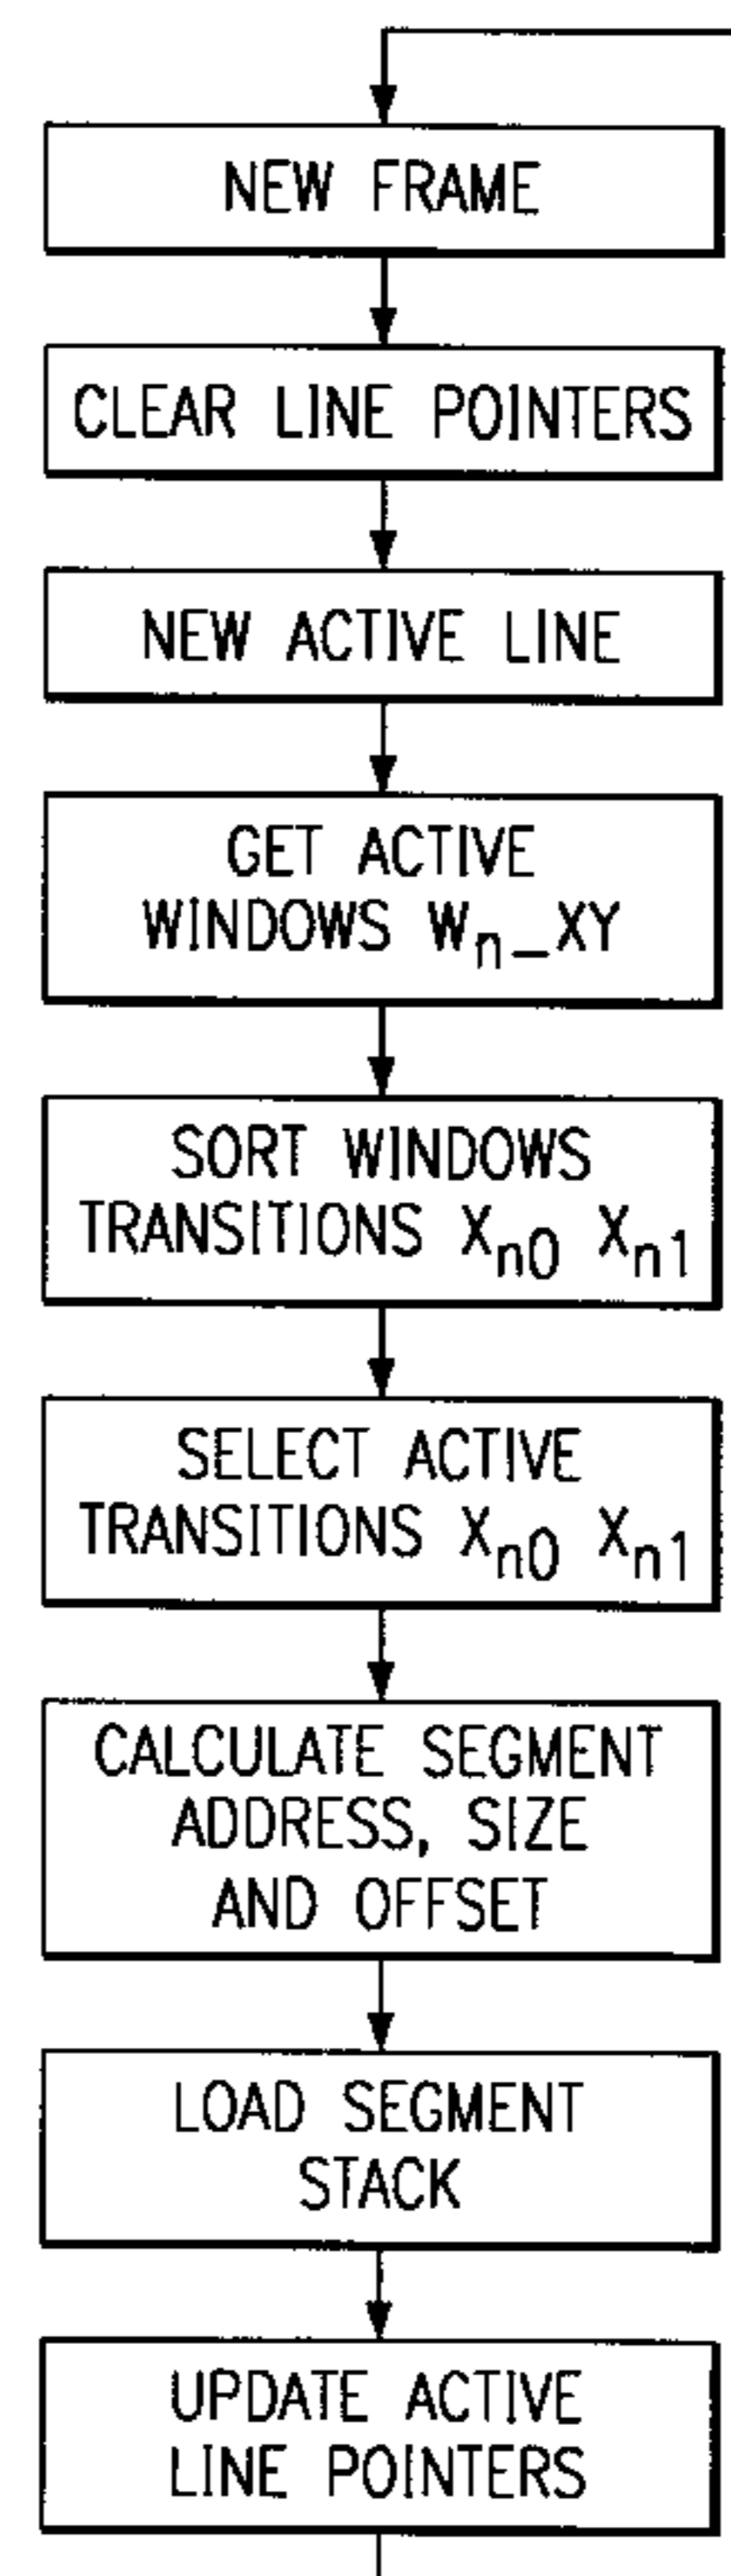 NEW FRAME
CLEAR LINE POINTERS
NEW ACTIVE LINE
GET ACTIVE
WINDOWS Wn_XY
SORT WINDOWS
TRANSITIONS Xn0 Xn1
SELECT ACTIVE
TRANSITIONS Xn0 Xn1
CALCULATE SEGMENT
ADDRESS, SIZE
AND OFFSET
LOAD SEGMENT
STACK
UPDATE ACTIVE
LINE POINTERS